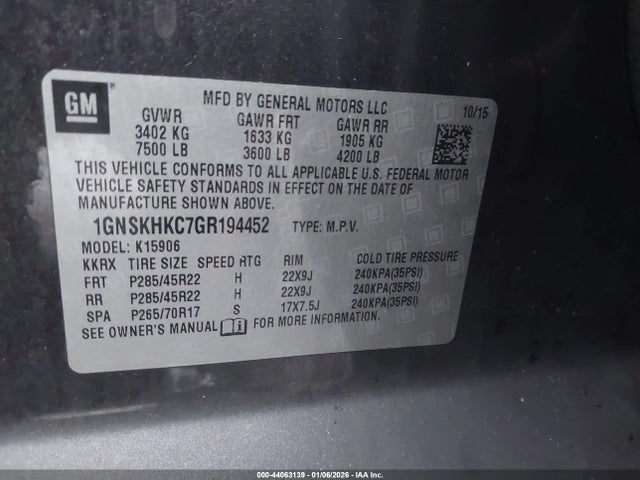 GM
MFD BY GENERAL MOTORS LLC 10/15
GVWR GAWR FRT GAWR RR
3402 KG 1633 KG 1905 KG
7500 LB 3600 LB 4200 LB
THIS VEHICLE CONFORMS TO ALL APPLICABLE U.S. FEDERAL MOTOR
VEHICLE SAFETY STANDARDS IN EFFECT ON THE DATE OF
MANUFACTURE SHOWN ABOVE.
1GNSKHKC7GR194452 TYPE: M.P.V.
MODEL: K15906
KKRX TIRE SIZE SPEED RTG RIM COLD TIRE PRESSURE
FRT P285/45R22 H 22X9J 240KPA(35PSI)
RR P285/45R22 H 22X9J 240KPA(35PSI)
SPA P265/70R17 S 17X7.5J 240KPA(35PSI)
SEE OWNER'S MANUAL FOR MORE INFORMATION.
000-44063139 - 01/06/2026 - IAA Inc.